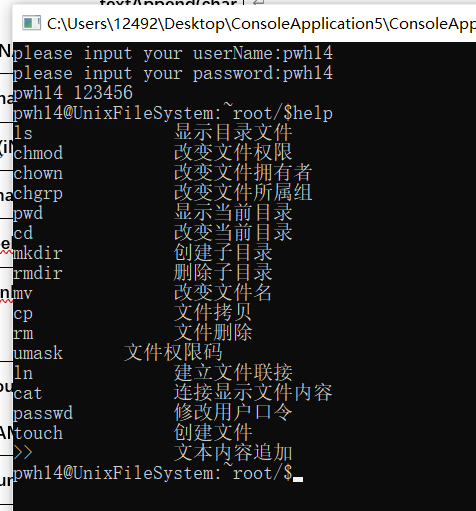 textAppend(char
C:\Users\12492\Desktop\ConsoleApplication5\ConsoleApp
please input your userName:pwh14
please input your password:pwh14
pwh14 123456
pwh14@UnixFileSystem:~root/$help
ls 显示目录文件
chmod 改变文件权限
chown 改变文件拥有者
chgrp 改变文件所属组
pwd 显示当前目录
cd 改变当前目录
mkdir 创建子目录
rmdir 删除子目录
mv 改变文件名
cp 文件拷贝
rm 文件删除
umask 文件权限码
ln 建立文件联接
cat 连接显示文件内容
passwd 修改用户口令
touch 创建文件
>> 文本内容追加
pwh14@UnixFileSystem:~root/$